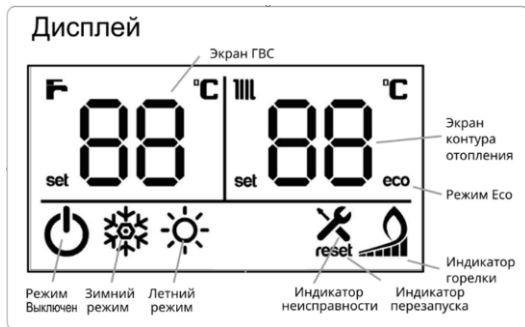 Дисплей
Экран ГВС
°C
°C
88
88
set
set
eco
Экран
контура
отопления
Режим Eco
reset
Режим
Выключен
Зимний
режим
Летний
режим
Индикатор
неисправности
Индикатор
перезапуска
Индикатор
горелки